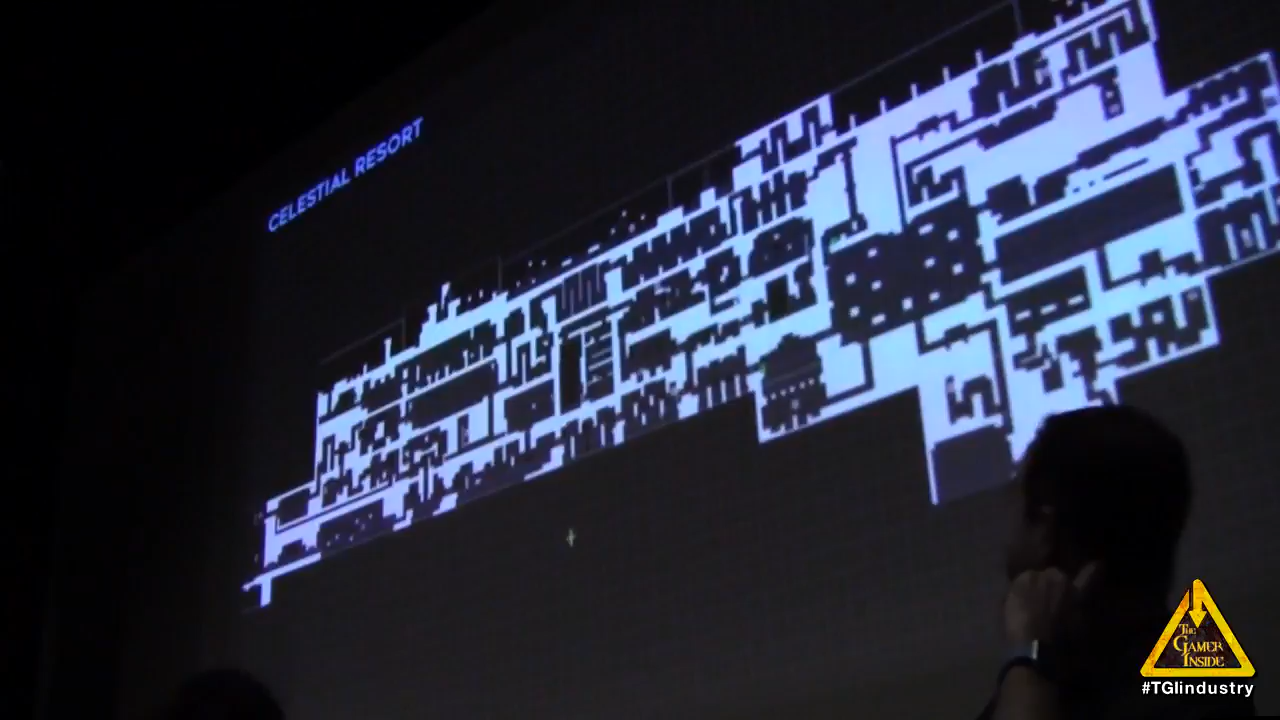 CELESTIAL RESORT
THE
GAMER
INSIDE
#TGIindustry